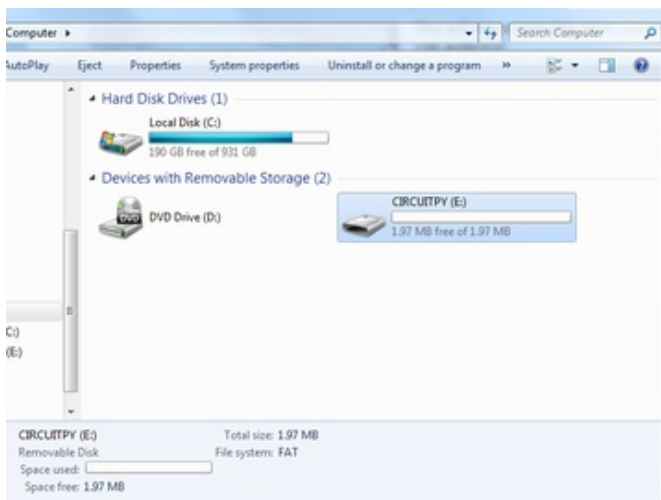 Computer
Search Computer
AutoPlay Eject Properties System properties Uninstall or change a program »
Hard Disk Drives (1)
Local Disk (C:)
190 GB free of 931 GB
Devices with Removable Storage (2)
DVD
DVD Drive (D:)
CIRCUITPY (E:)
1.97 MB free of 1.97 MB
C:)
(E:)
CIRCUITPY (E:) Total size: 1.97 MB
Removable Disk File system: FAT
Space used:
Space free: 1.97 MB